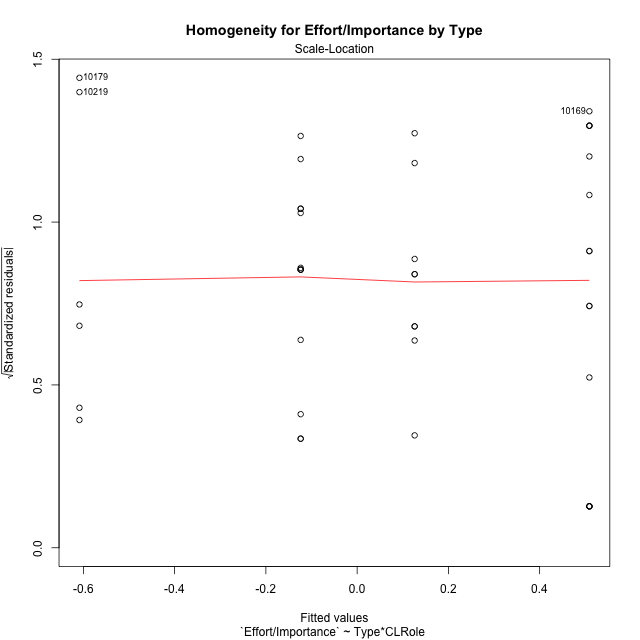 Homogeneity for Effort/Importance by Type
Scale-Location
1.5
1.0
0.5
0.0
√|Standardized residuals|
10179
10219
10169
-0.6
-0.4
-0.2
0.0
0.2
0.4
Fitted values
`Effort/Importance` ~ Type*CLRole